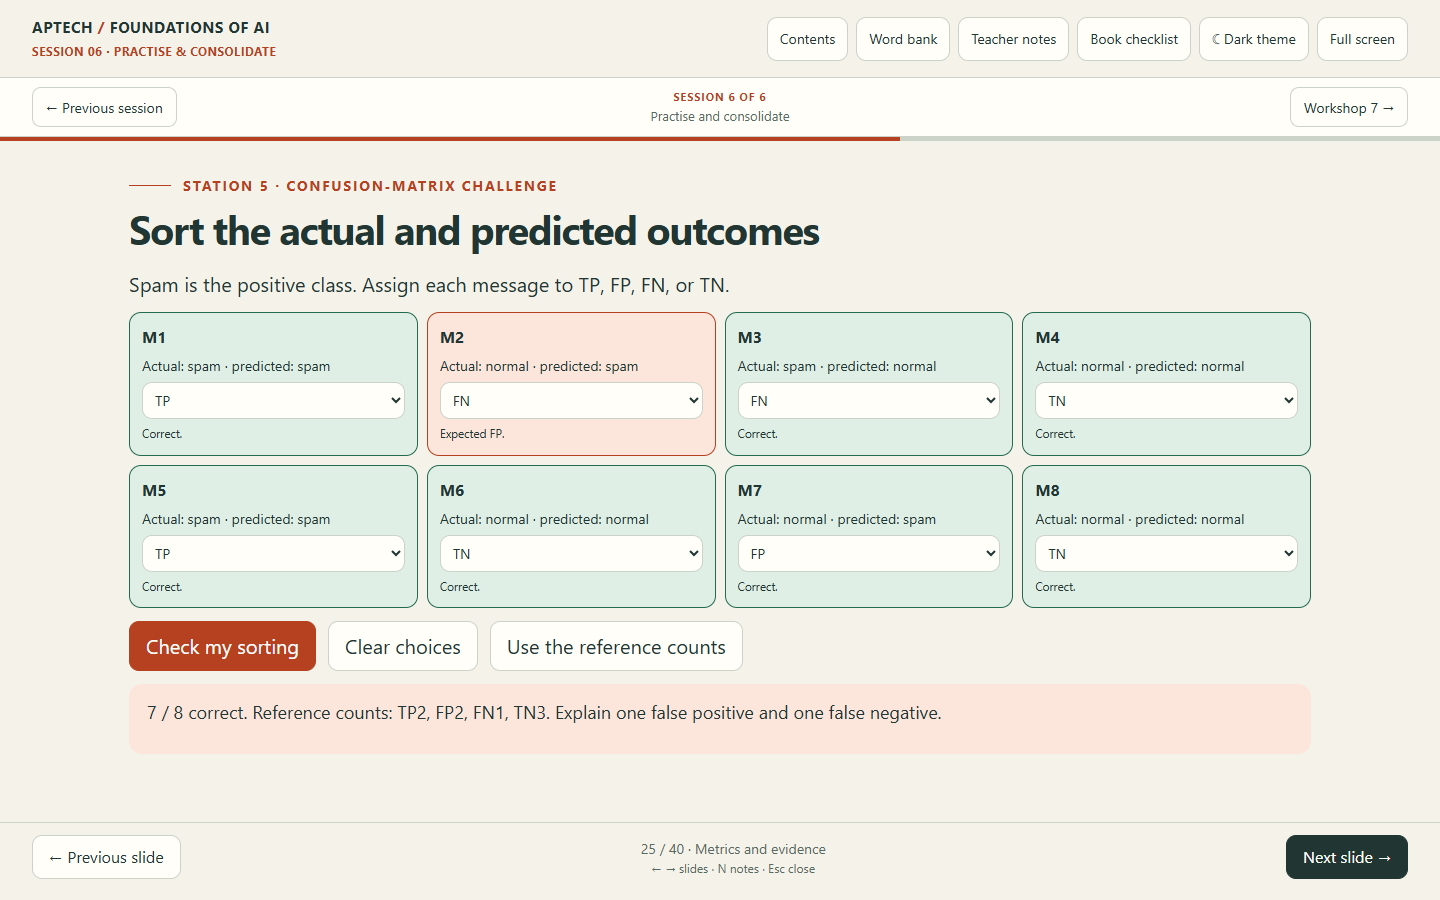 APTECH / FOUNDATIONS OF AI
SESSION 06 · PRACTISE & CONSOLIDATE
Contents
Word bank
Teacher notes
Book checklist
☾ Dark theme
Full screen
← Previous session
SESSION 6 OF 6
Practise and consolidate
Workshop 7 →
STATION 5 · CONFUSION-MATRIX CHALLENGE
Sort the actual and predicted outcomes
Spam is the positive class. Assign each message to TP, FP, FN, or TN.
M1
Actual: spam · predicted: spam
TP
Correct.
M2
Actual: normal · predicted: spam
FN
Expected FP.
M3
Actual: spam · predicted: normal
FN
Correct.
M4
Actual: normal · predicted: normal
TN
Correct.
M5
Actual: spam · predicted: spam
TP
Correct.
M6
Actual: normal · predicted: normal
TN
Correct.
M7
Actual: normal · predicted: spam
FP
Correct.
M8
Actual: normal · predicted: normal
TN
Correct.
Check my sorting
Clear choices
Use the reference counts
7 / 8 correct. Reference counts: TP2, FP2, FN1, TN3. Explain one false positive and one false negative.
← Previous slide
25 / 40 · Metrics and evidence
← → slides · N notes · Esc close
Next slide →